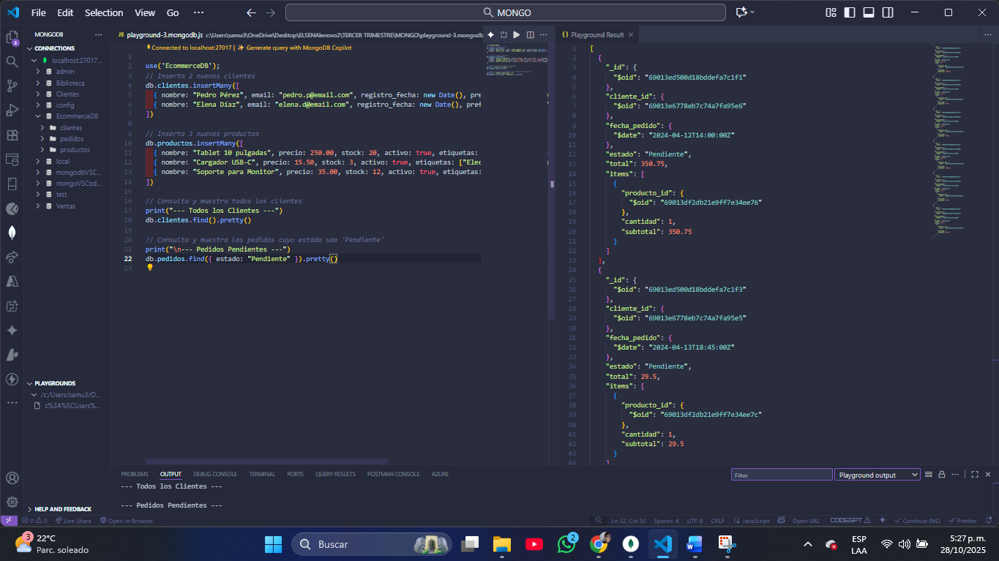 File Edit Selection View Go ···
MONGO
MONGODB ···
CONNECTIONS
localhost:27017...
admin
Biblioteca
Clientes
config
EcommerceDB
clientes
pedidos
productos
local
mongodbVSC...
mongoVSCod...
test
Ventas
PLAYGROUNDS
/c:/Users/samu3/O...
c%3A%5CUsers%...
HELP AND FEEDBACK
JS playground-3.mongodb.js c:\Users\samu3\OneDrive\Desktop\ELSENAlenovo2\TERCER TRIMESTRE\MONGO\playground-3.mongodb
Connected to localhost:27017 | Generate query with MongoDB Copilot
1
2 use('EcommerceDB');
3 // Inserta 2 nuevos clientes
4 db.clientes.insertMany([
5 { nombre: "Pedro Pérez", email: "pedro.p@email.com", registro_fecha: new Date(), pre
6 { nombre: "Elena Díaz", email: "elena.d@email.com", registro_fecha: new Date(), pref
7 ])
8
9 // Inserta 3 nuevos productos
10 db.productos.insertMany([
11 { nombre: "Tablet 10 pulgadas", precio: 250.00, stock: 20, activo: true, etiquetas:
12 { nombre: "Cargador USB-C", precio: 15.50, stock: 3, activo: true, etiquetas: ["Elec
13 { nombre: "Soporte para Monitor", precio: 35.00, stock: 12, activo: true, etiquetas:
14 ])
15
16 // Consulta y muestra todos los clientes
17 print("--- Todos los Clientes ---")
18 db.clientes.find().pretty()
19
20 // Consulta y muestra los pedidos cuyo estado sea 'Pendiente'
21 print("\n--- Pedidos Pendientes ---")
22 db.pedidos.find({ estado: "Pendiente" }).pretty()
23
{} Playground Result
1 [
2 {
3 "_id": {
4 "$oid": "69013ed500d18bddefa7c1f1"
5 },
6 "cliente_id": {
7 "$oid": "69013e6778eb7c74a7fa95e6"
8 },
9 "fecha_pedido": {
10 "$date": "2024-04-12T14:00:00Z"
11 },
12 "estado": "Pendiente",
13 "total": 350.75,
14 "items": [
15 {
16 "producto_id": {
17 "$oid": "69013df2db21e9ff7e34ee76"
18 },
19 "cantidad": 1,
20 "subtotal": 350.75
21 }
22 ]
23 },
24 {
25 "_id": {
26 "$oid": "69013ed500d18bddefa7c1f3"
27 },
28 "cliente_id": {
29 "$oid": "69013e6778eb7c74a7fa95e5"
30 },
31 "fecha_pedido": {
32 "$date": "2024-04-13T18:45:00Z"
33 },
34 "estado": "Pendiente",
35 "total": 29.5,
36 "items": [
37 {
38 "producto_id": {
39 "$oid": "69013df2db21e9ff7e34ee7c"
40 },
41 "cantidad": 1,
42 "subtotal": 29.5
43 }
44 ]
PROBLEMS OUTPUT DEBUG CONSOLE TERMINAL PORTS QUERY RESULTS POSTMAN CONSOLE AZURE
Filter
Playground output
--- Todos los Clientes ---
--- Pedidos Pendientes ---
0 0 Live Share Open In Browser
Ln 22, Col 50 Spaces: 4 UTF-8 CRLF JavaScript Open URL CODEGPT Continue (NE) Prettier
3
22°C
Parc. soleado
Buscar
2
ESP
LAA
5:27 p. m.
28/10/2025